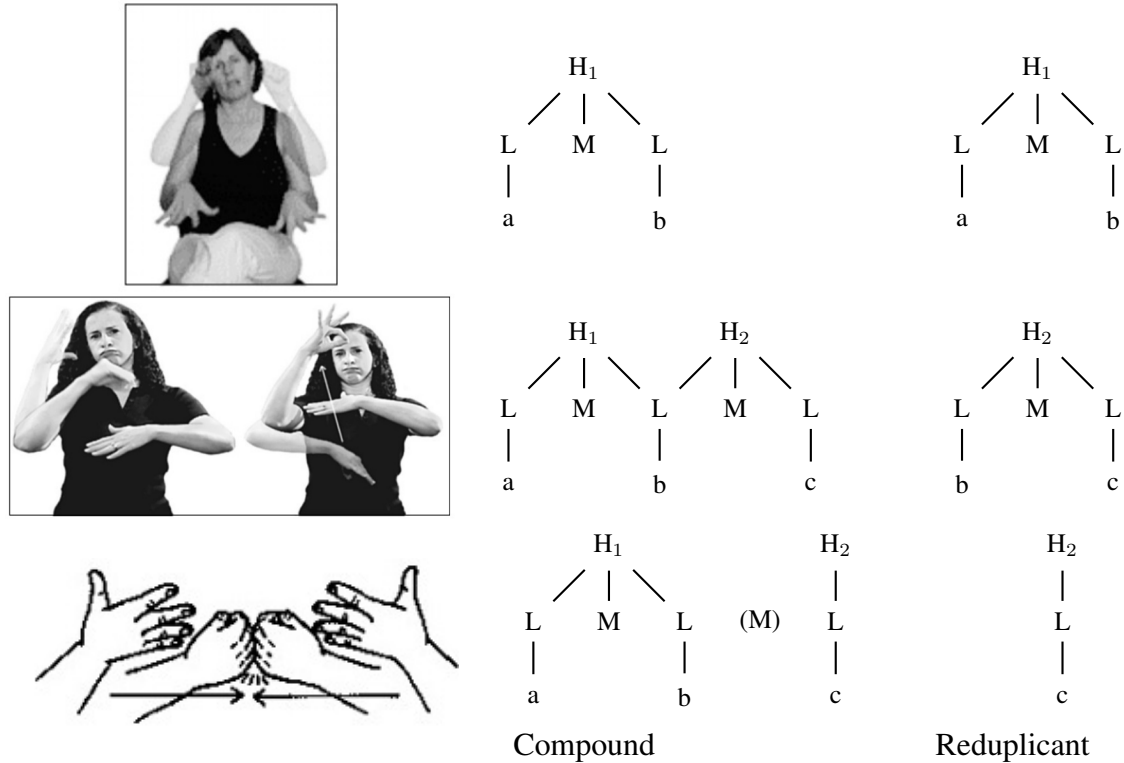 H₁ H₁
L M L L M L
a b a b
H₁ H₂ H₂
L M L M L L M L
a b c b c
H₁ H₂ H₂
L M L (M) L L
a b c c
Compound Reduplicant